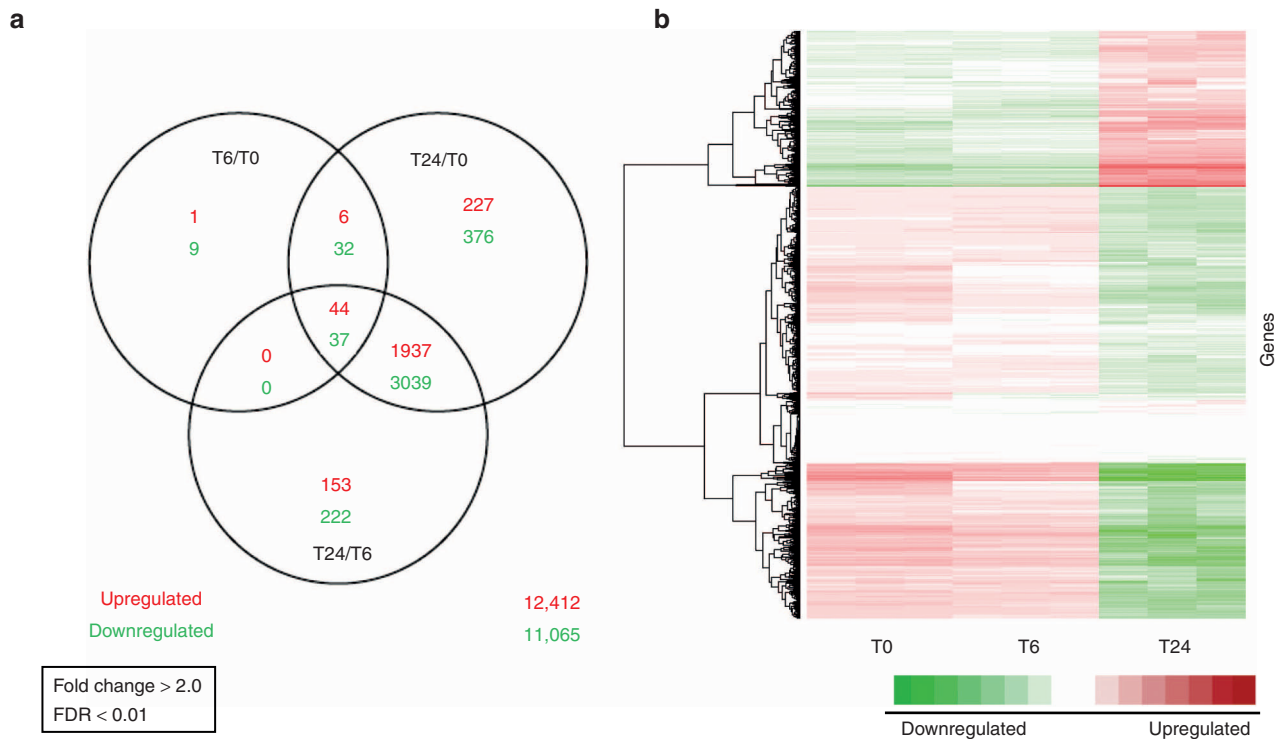 a
b
T6/T0
T24/T0
1
9
6
32
227
376
44
37
0
0
1937
3039
153
222
T24/T6
Upregulated 12,412
Downregulated 11,065
Fold change > 2.0
FDR < 0.01
Genes
T0 T6 T24
Downregulated Upregulated